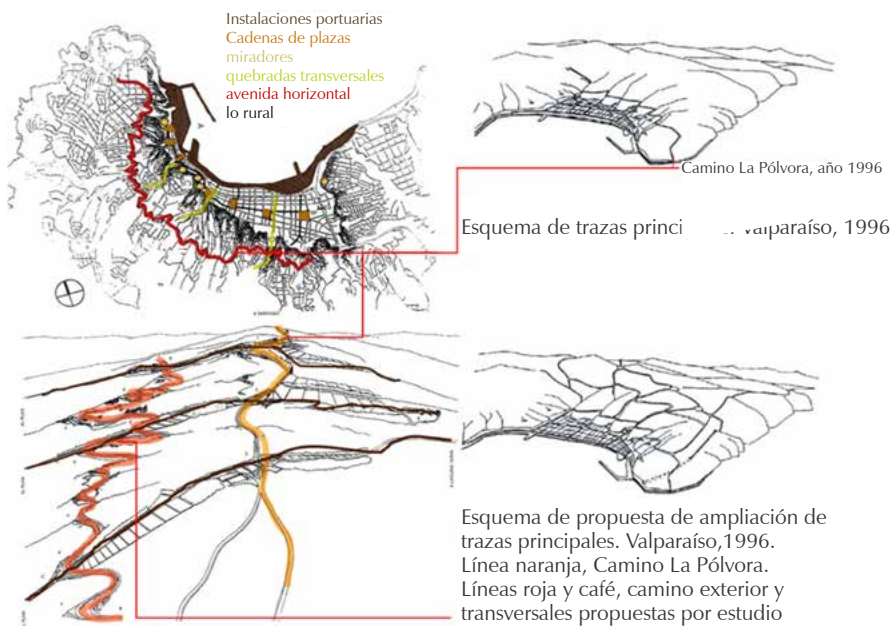 Instalaciones portuarias
Cadenas de plazas
miradores
quebradas transversales
avenida horizontal
lo rural
Camino La Pólvora, año 1996
Esquema de trazas Valparaíso, 1996
Esquema de propuesta de ampliación de
trazas principales. Valparaíso,1996.
Línea naranja, Camino La Pólvora.
Líneas roja y café, camino exterior y
transversales propuestas por estudio